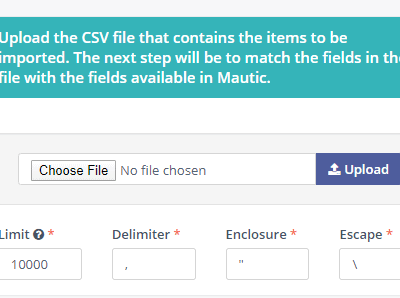 Upload the CSV file that contains the items to be
imported. The next step will be to match the fields in the
file with the fields available in Mautic.
Choose File No file chosen Upload
Limit * Delimiter * Enclosure * Escape *
10000 , " \